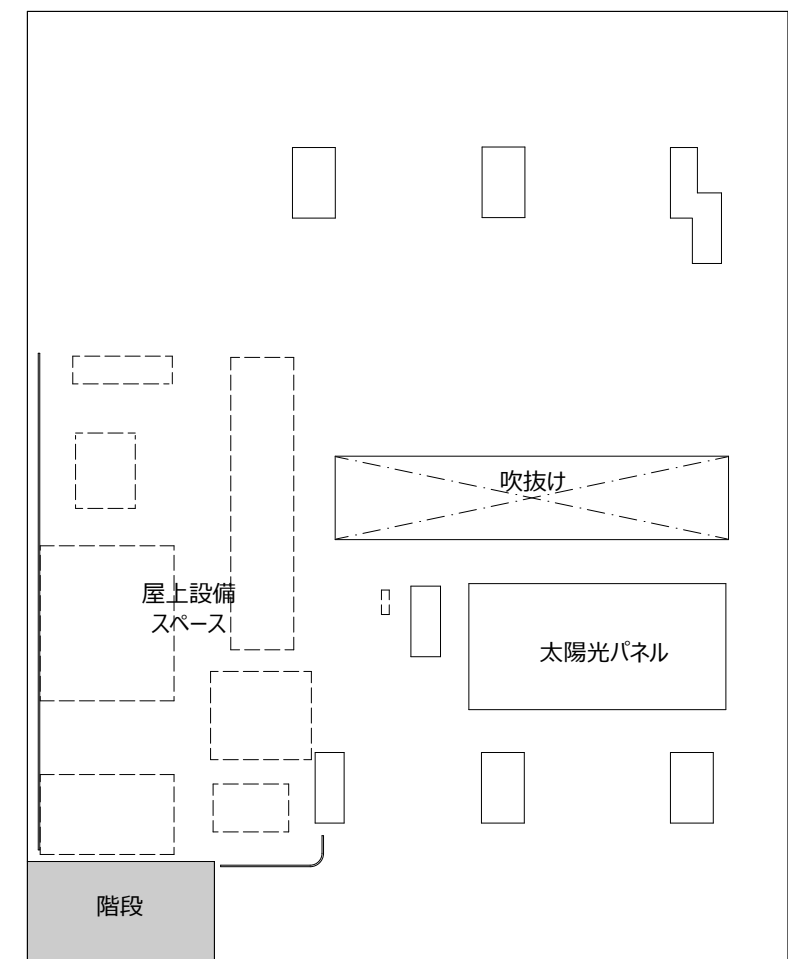 吹抜け
屋上設備
スペース
太陽光パネル
階段